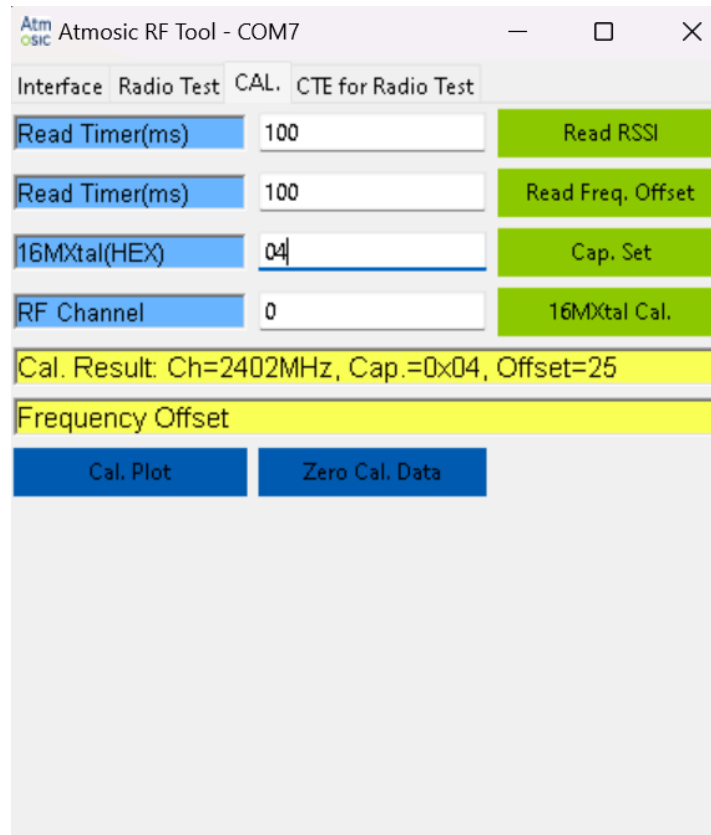 Atmosic Atmosic RF Tool - COM7
Interface Radio Test CAL. CTE for Radio Test
Read Timer(ms) 100 Read RSSI
Read Timer(ms) 100 Read Freq. Offset
16MXtal(HEX) 04 Cap. Set
RF Channel 0 16MXtal Cal.
Cal. Result: Ch=2402MHz, Cap.=0x04, Offset=25
Frequency Offset
Cal. Plot Zero Cal. Data